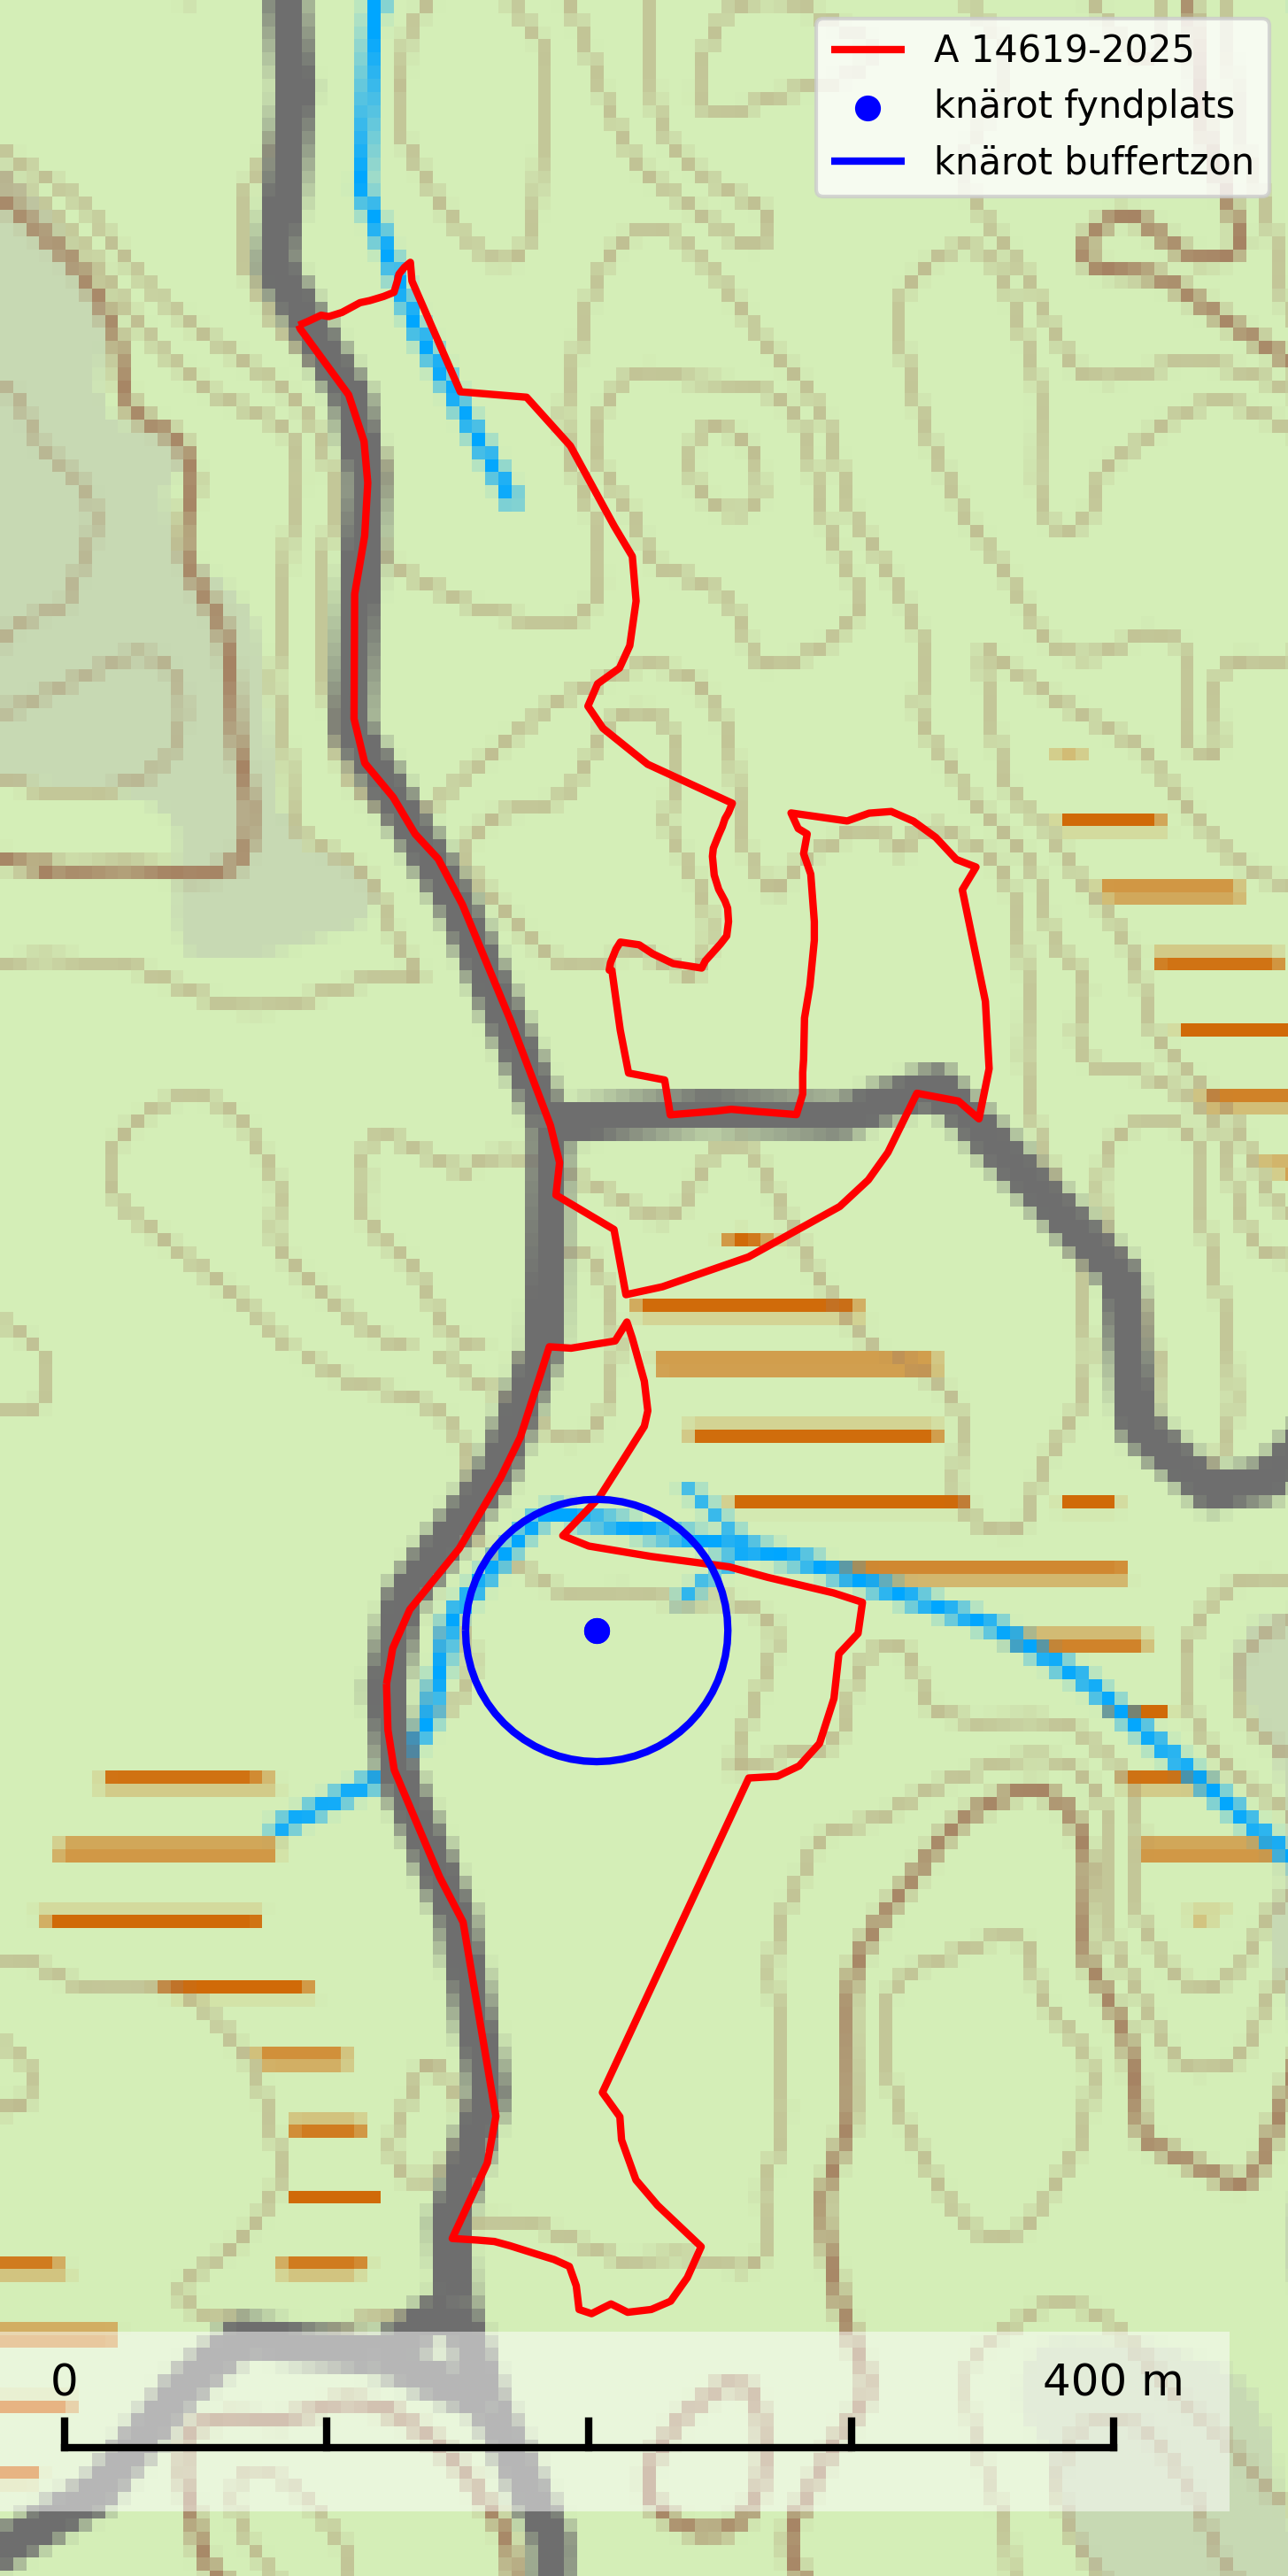 A 14619-2025
knärot fyndplats
knärot buffertzon
0
400 m